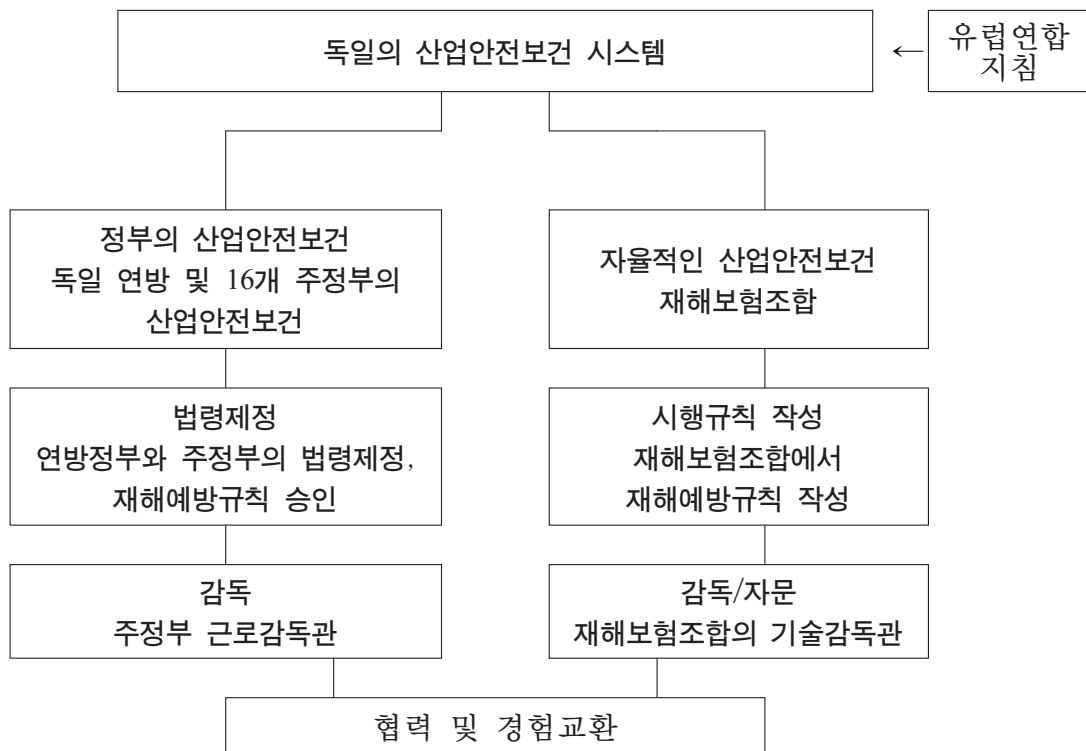 독일의 산업안전보건 시스템
←
유럽연합
지침
정부의 산업안전보건
독일 연방 및 16개 주정부의
산업안전보건
자율적인 산업안전보건
재해보험조합
법령제정
연방정부와 주정부의 법령제정,
재해예방규칙 승인
시행규칙 작성
재해보험조합에서
재해예방규칙 작성
감독
주정부 근로감독관
감독/자문
재해보험조합의 기술감독관
협력 및 경험교환